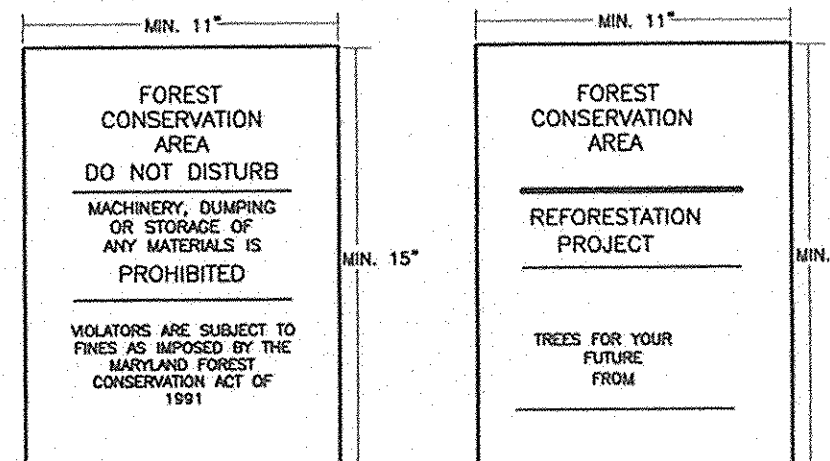 MIN. 11"
FOREST
CONSERVATION
AREA
DO NOT DISTURB
MACHINERY, DUMPING
OR STORAGE OF
ANY MATERIALS IS
PROHIBITED
VIOLATORS ARE SUBJECT TO
FINES AS IMPOSED BY THE
MARYLAND FOREST
CONSERVATION ACT OF
1991
MIN. 15"
MIN. 11"
FOREST
CONSERVATION
AREA
REFORESTATION
PROJECT
TREES FOR YOUR
FUTURE
FROM
MIN.